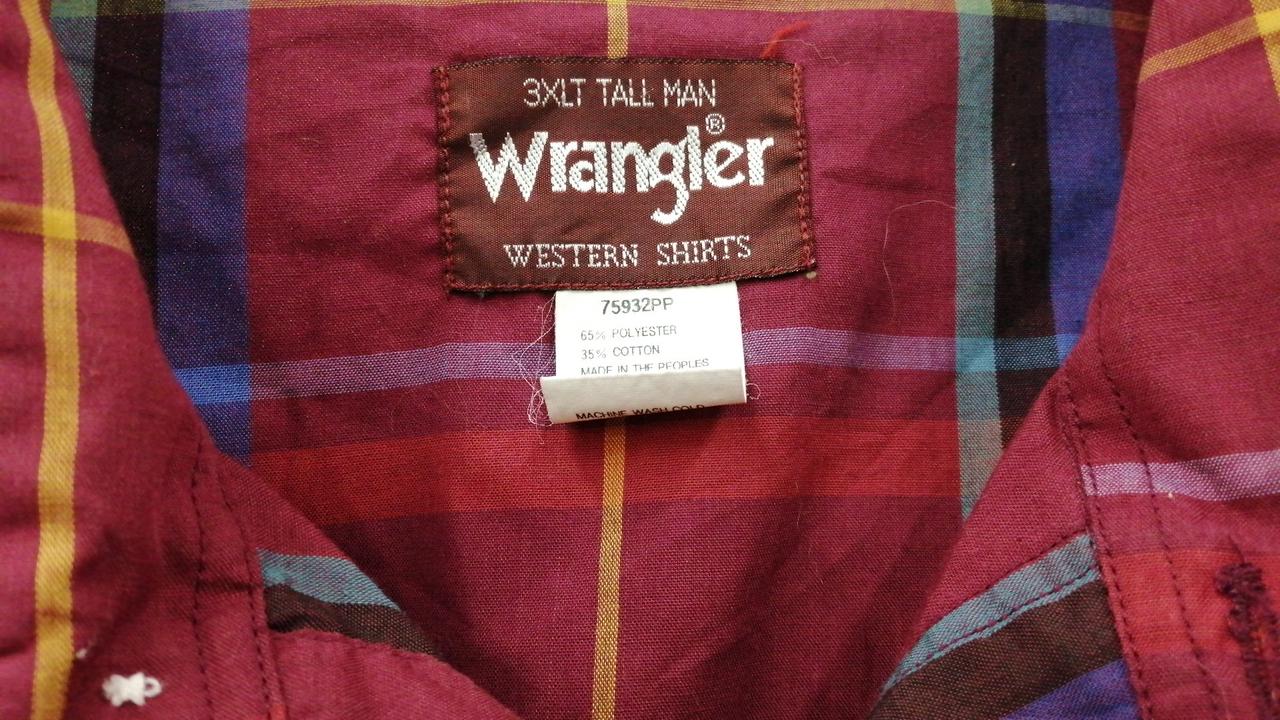 3XLT TALL MAN
Wrangler®
WESTERN SHIRTS
75932PP
65% POLYESTER
35% COTTON
MADE IN THE PEOPLES
MACHINE WASH COLD